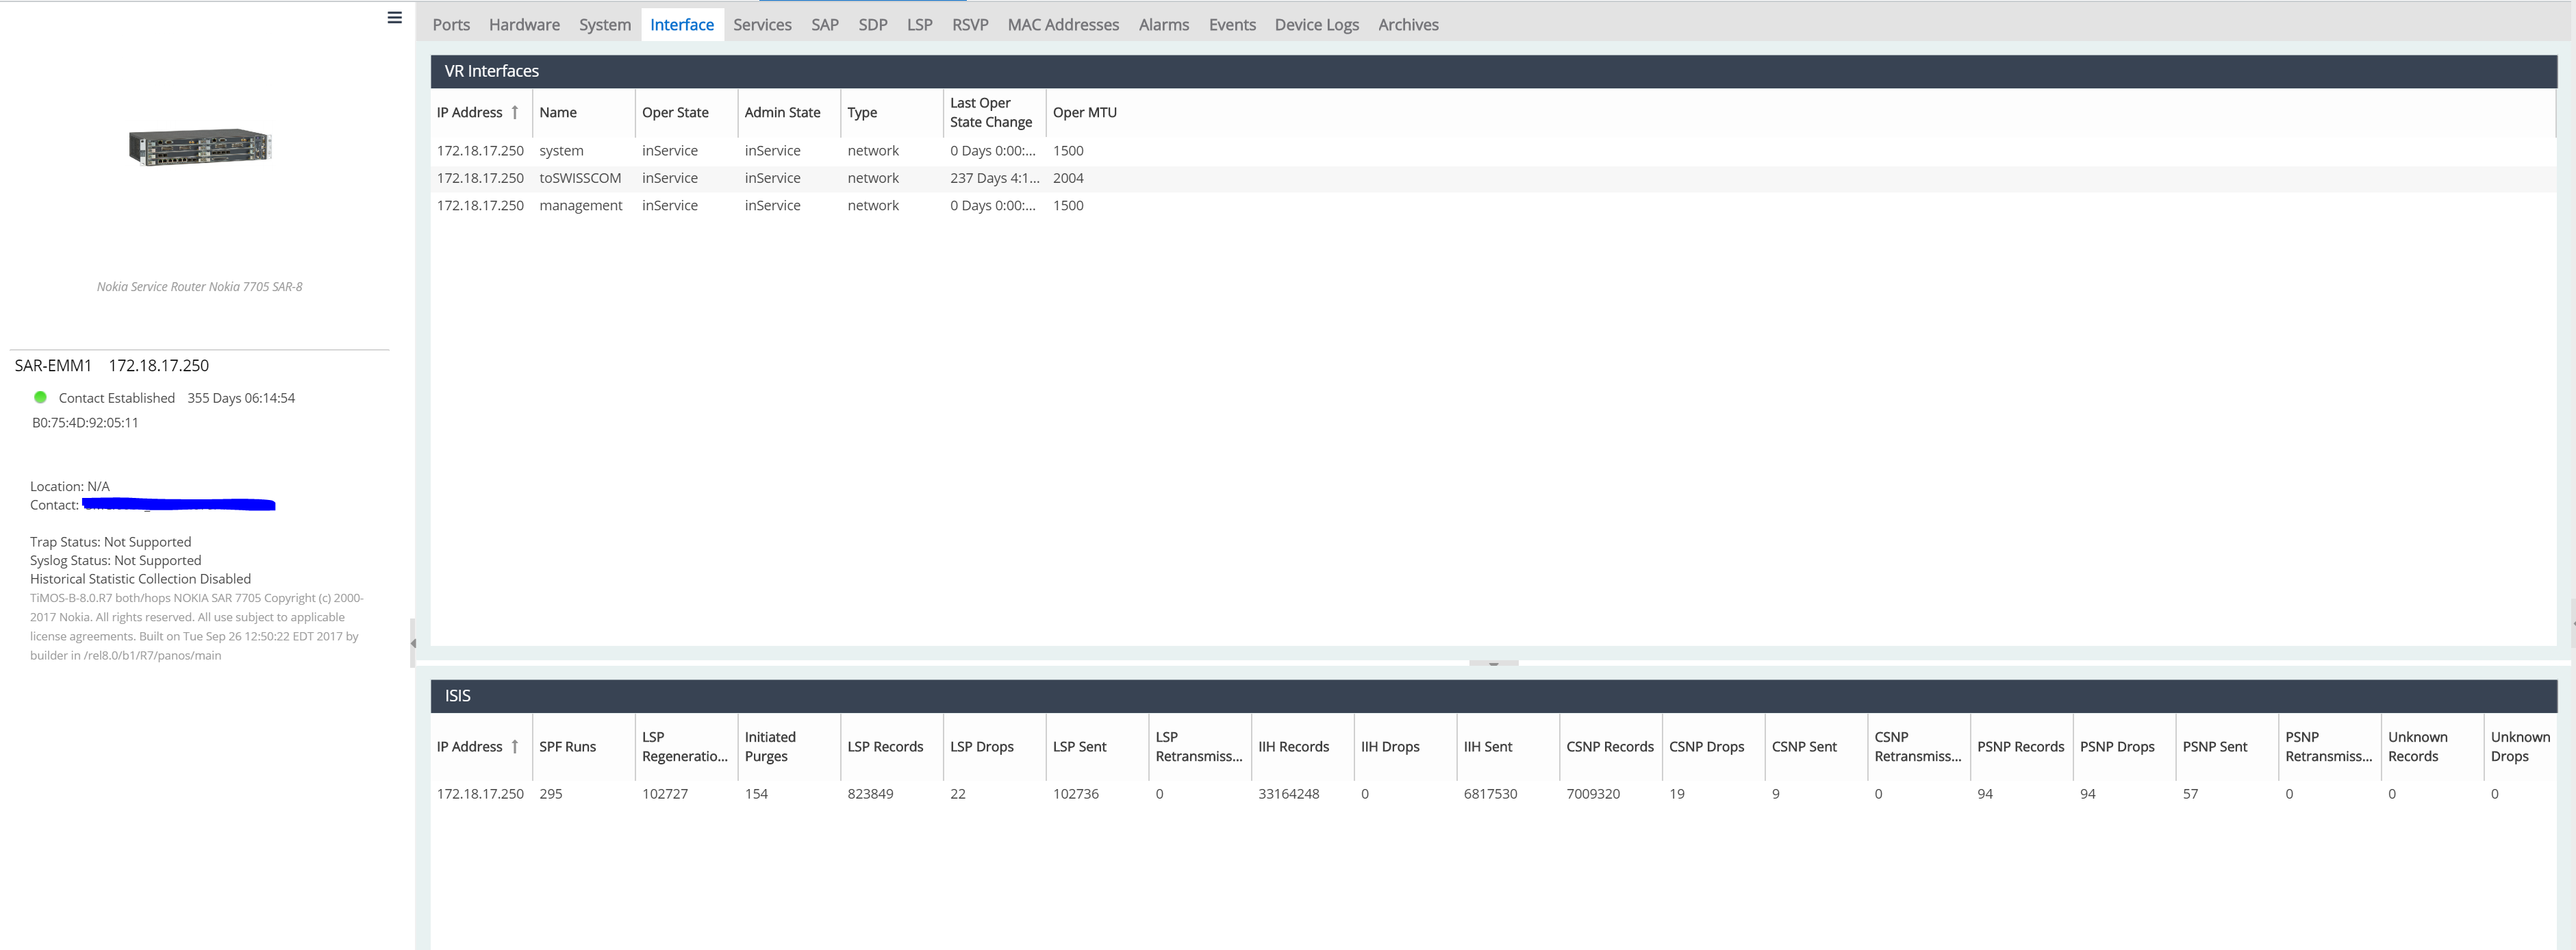 Ports Hardware System Interface Services SAP SDP LSP RSVP MAC Addresses Alarms Events Device Logs Archives
Nokia Service Router Nokia 7705 SAR-8
SAR-EMM1 172.18.17.250
Contact Established 355 Days 06:14:54
B0:75:4D:92:05:11
Location: N/A
Contact:
Trap Status: Not Supported
Syslog Status: Not Supported
Historical Statistic Collection Disabled
TiMOS-B-8.0.R7 both/hops NOKIA SAR 7705 Copyright (c) 2000-
2017 Nokia. All rights reserved. All use subject to applicable
license agreements. Built on Tue Sep 26 12:50:22 EDT 2017 by
builder in /rel8.0/b1/R7/panos/main
VR Interfaces
IP Address Name Oper State Admin State Type Last Oper State Change Oper MTU
172.18.17.250 system inService inService network 0 Days 0:00:... 1500
172.18.17.250 toSWISSCOM inService inService network 237 Days 4:1... 2004
172.18.17.250 management inService inService network 0 Days 0:00:... 1500
ISIS
IP Address SPF Runs LSP Regeneratio... Initiated Purges LSP Records LSP Drops LSP Sent LSP Retransmiss... IIH Records IIH Drops IIH Sent CSNP Records CSNP Drops CSNP Sent CSNP Retransmiss... PSNP Records PSNP Drops PSNP Sent PSNP Retransmiss... Unknown Records Unknown Drops
172.18.17.250 295 102727 154 823849 22 102736 0 33164248 0 6817530 7009320 19 9 0 94 94 57 0 0 0